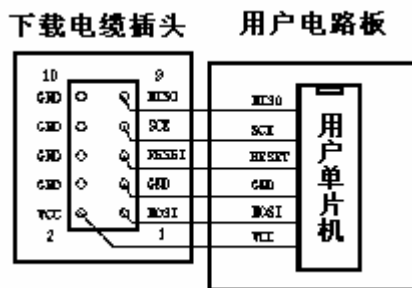 下载电缆插头 用户电路板
10 9
GND MISO MISO
GND SCK SCK
GND RESET RESET
GND GND GND
VCC MOSI MOSI
2 1 VCC
用户单片机